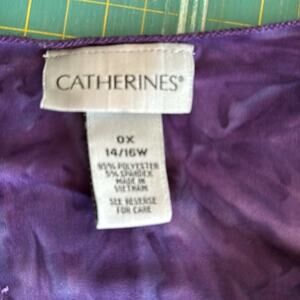 CATHERINES®
0X
14/16W
95% POLYESTER
5% SPANDEX
MADE IN
VIETNAM
SEE REVERSE
FOR CARE